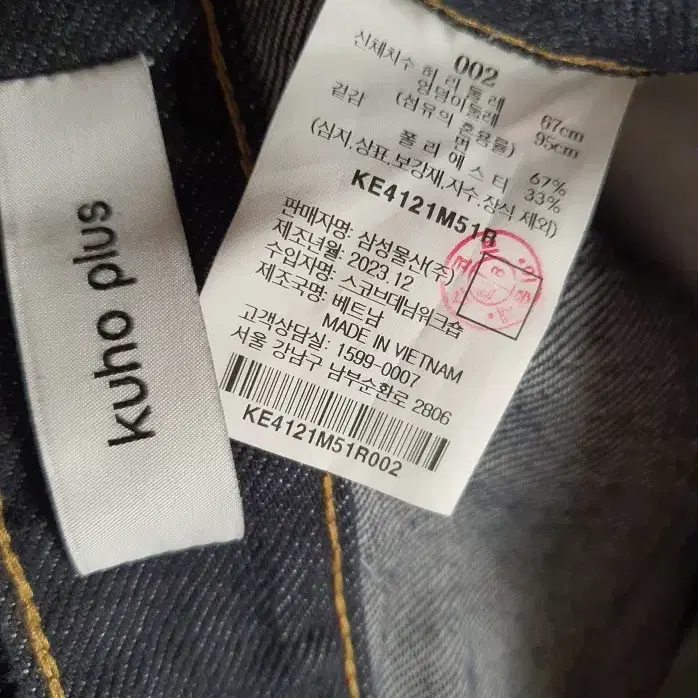 kuho plus
002
신체치수 허리둘레 67cm
엉덩이둘레 95cm
겉감 (섬유의 혼용률)
면 67%
폴리에스터 33%
(심지,상표,보강재,자수,장식 제외)
KE4121M51R
판매자명: 삼성물산(주)
제조년월: 2023.12
수입자명: 스코브데님워크숍
제조국명: 베트남
MADE IN VIETNAM
고객상담실: 1599-0007
서울 강남구 남부순환로 2806
KE4121M51R002